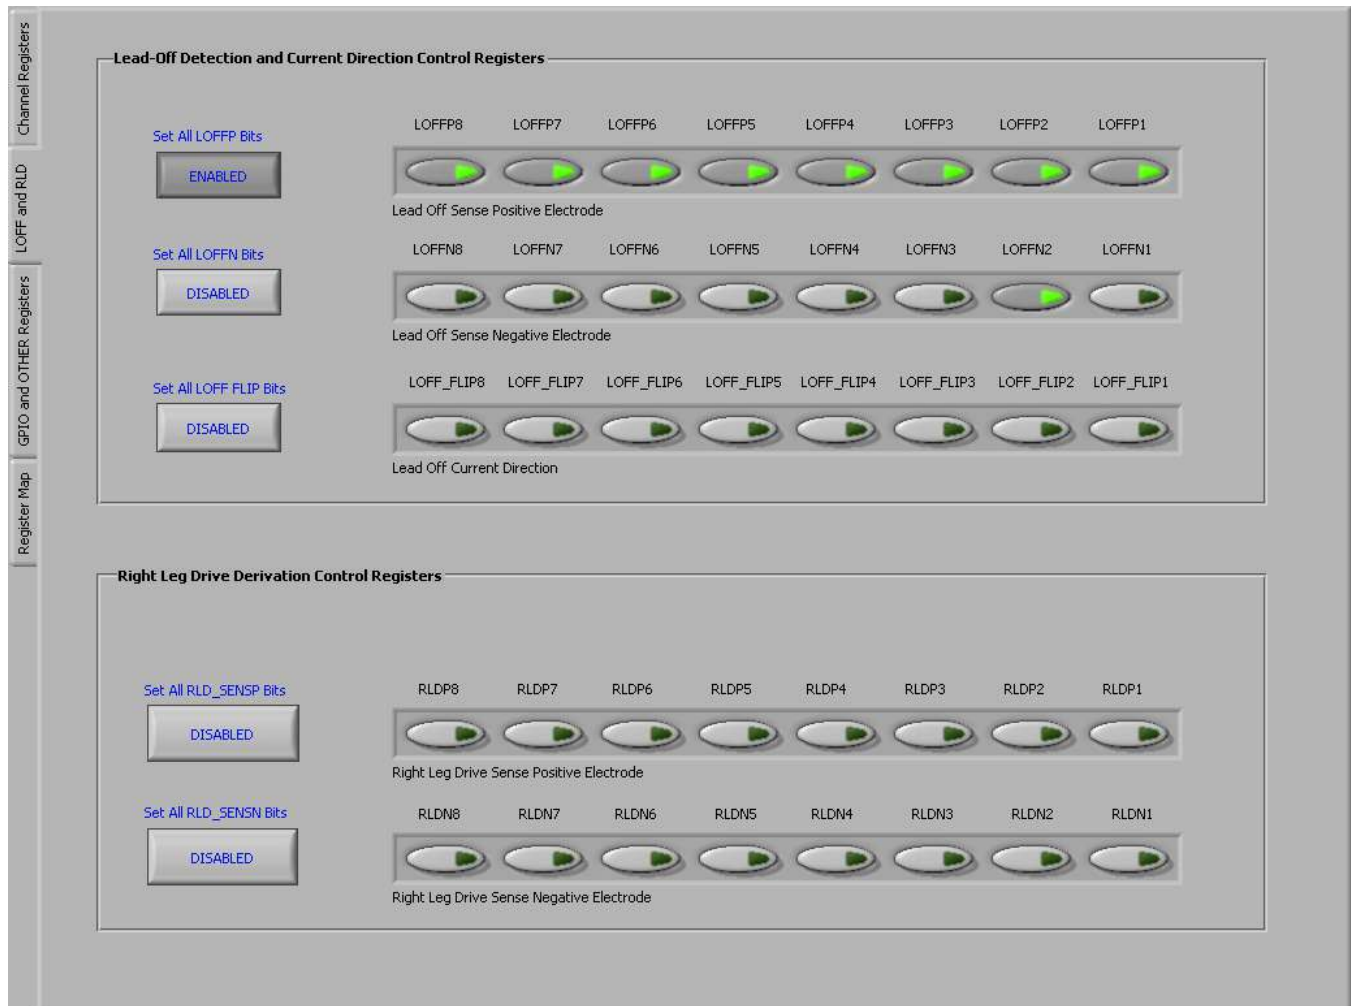 Channel Registers
LOFF and RLD
GPIO and OTHER Registers
Register Map
Lead-Off Detection and Current Direction Control Registers
Set All LOFFP Bits
ENABLED
LOFFP8 LOFFP7 LOFFP6 LOFFP5 LOFFP4 LOFFP3 LOFFP2 LOFFP1
Lead Off Sense Positive Electrode
Set All LOFFN Bits
DISABLED
LOFFN8 LOFFN7 LOFFN6 LOFFN5 LOFFN4 LOFFN3 LOFFN2 LOFFN1
Lead Off Sense Negative Electrode
Set All LOFF FLIP Bits
DISABLED
LOFF_FLIP8 LOFF_FLIP7 LOFF_FLIP6 LOFF_FLIP5 LOFF_FLIP4 LOFF_FLIP3 LOFF_FLIP2 LOFF_FLIP1
Lead Off Current Direction
Right Leg Drive Derivation Control Registers
Set All RLD_SENSP Bits
DISABLED
RLDP8 RLDP7 RLDP6 RLDP5 RLDP4 RLDP3 RLDP2 RLDP1
Right Leg Drive Sense Positive Electrode
Set All RLD_SENSN Bits
DISABLED
RLDN8 RLDN7 RLDN6 RLDN5 RLDN4 RLDN3 RLDN2 RLDN1
Right Leg Drive Sense Negative Electrode